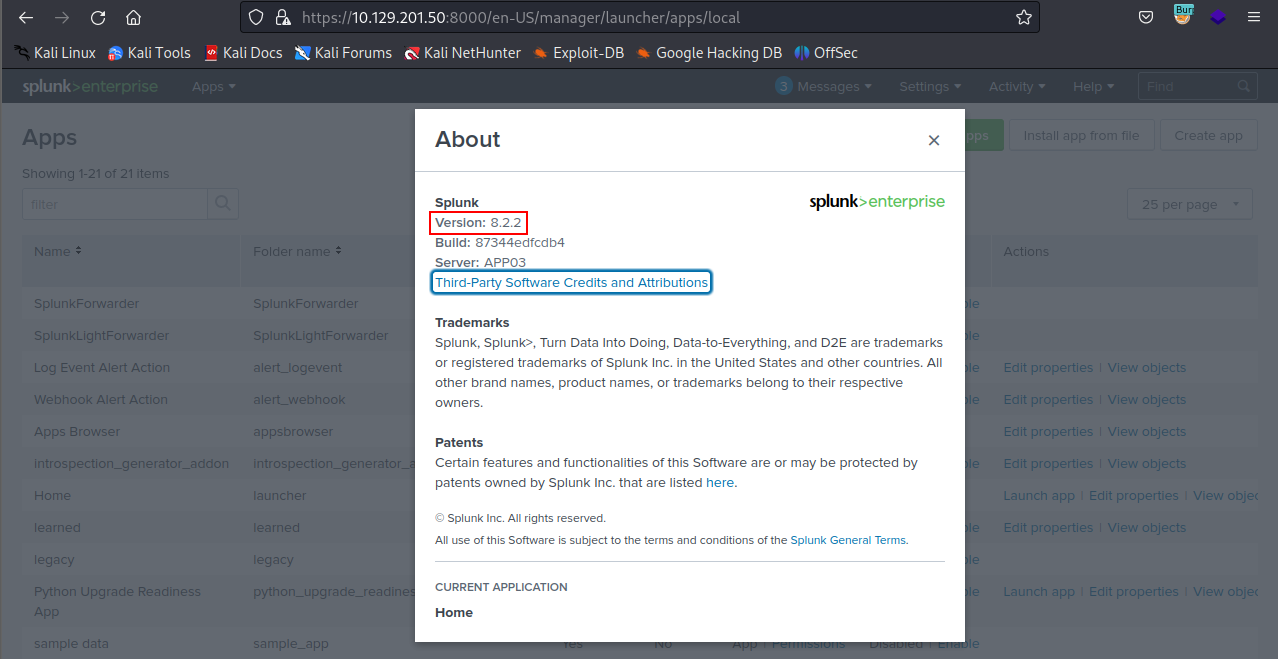 https://10.129.201.50:8000/en-US/manager/launcher/apps/local
Kali Linux Kali Tools Kali Docs Kali Forums Kali NetHunter Exploit-DB Google Hacking DB OffSec
splunk>enterprise Apps 3 Messages Settings Activity Help Find
Apps
pps Install app from file Create app
Showing 1-21 of 21 items
filter 25 per page
Name Folder name Actions
SplunkForwarder SplunkForwarder ble
SplunkLightForwarder SplunkLightForwarder ble
Log Event Alert Action alert_logevent ble Edit properties | View objects
Webhook Alert Action alert_webhook ble Edit properties | View objects
Apps Browser appsbrowser ble Edit properties | View objects
introspection_generator_addon introspection_generator_a ble Edit properties | View objects
Home launcher ble Launch app | Edit properties | View objec
learned learned ble Edit properties | View objects
legacy legacy ble
Python Upgrade Readiness App python_upgrade_readines ble Launch app | Edit properties | View objec
sample data sample_app Yes No App | Permissions Disabled | Enable
About
×
Splunk
splunk>enterprise
Version: 8.2.2
Build: 87344edfcdb4
Server: APP03
Third-Party Software Credits and Attributions
Trademarks
Splunk, Splunk>, Turn Data Into Doing, Data-to-Everything, and D2E are trademarks
or registered trademarks of Splunk Inc. in the United States and other countries. All
other brand names, product names, or trademarks belong to their respective
owners.
Patents
Certain features and functionalities of this Software are or may be protected by
patents owned by Splunk Inc. that are listed here.
© Splunk Inc. All rights reserved.
All use of this Software is subject to the terms and conditions of the Splunk General Terms.
CURRENT APPLICATION
Home